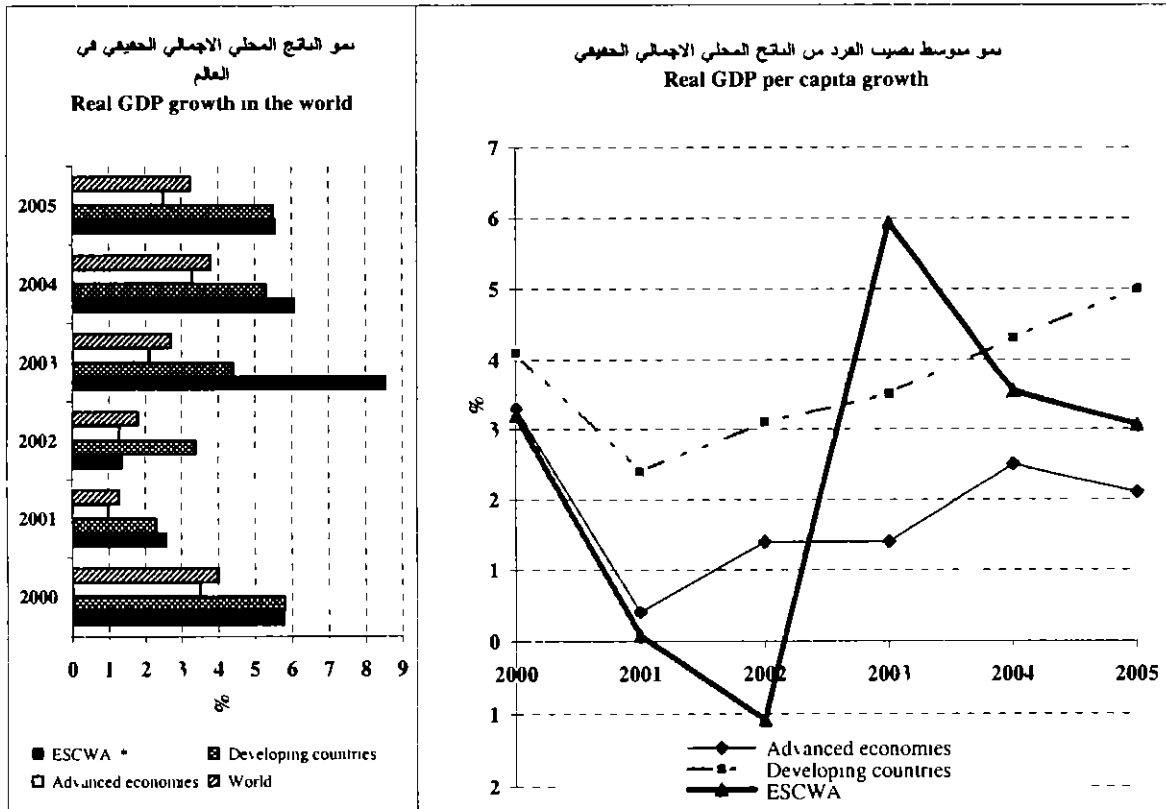 نمو الناتج المحلي الاجمالي الحقيقي في
العالم
Real GDP growth in the world
2005
2004
2003
2002
2001
2000
0 1 2 3 4 5 6 7 8 9
%
ESCWA * Developing countries
Advanced economies World
نمو متوسط نصيب الفرد من الناتج المحلي الاجمالي الحقيقي
Real GDP per capita growth
7
6
5
4
3
2
1
0
1
2
%
2000 2001 2002 2003 2004 2005
Advanced economies
Developing countries
ESCWA